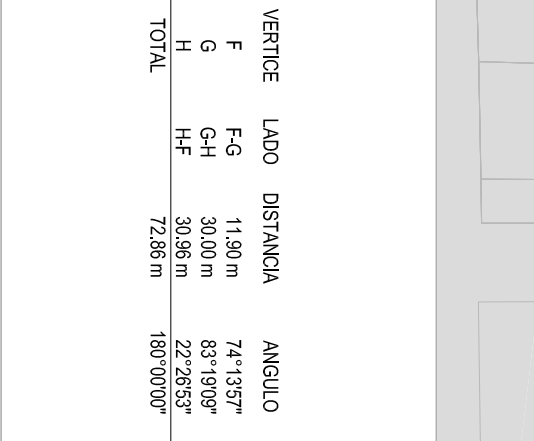 VERTICE LADO DISTANCIA ANGULO
F F-G 11.90 m 74°13'57"
G G-H 30.00 m 83°19'09"
H H-F 30.96 m 22°26'53"
TOTAL 72.86 m 180°00'00"